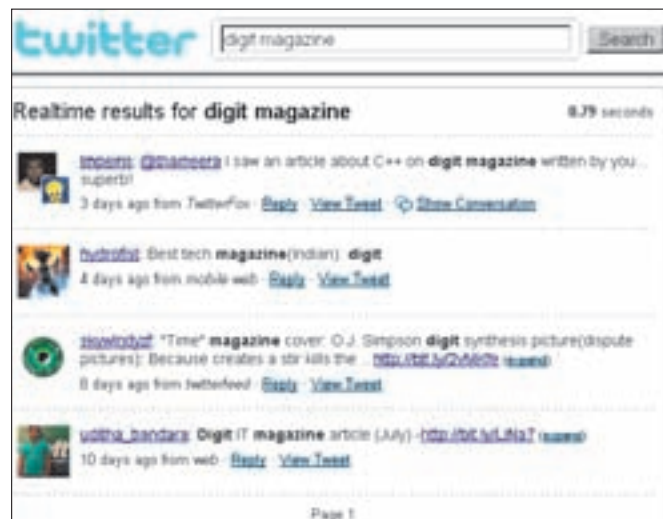 twitter
digit magazine
Search
Realtime results for digit magazine
0.79 seconds
@thameera I saw an article about C++ on digit magazine written by you...
superb!
3 days ago from TwitterFox · Reply · View Tweet · Show Conversation
hydrofist: Best tech magazine(Indian): digit
4 days ago from mobile web · Reply · View Tweet
"Time" magazine cover: O.J. Simpson digit synthesis picture(dispute
pictures): Because creates a stir kills the ... (expand)
8 days ago from twitterfeed · Reply · View Tweet
uditha_bandara: Digit IT magazine article (July) - (expand)
10 days ago from web · Reply · View Tweet
Page 1